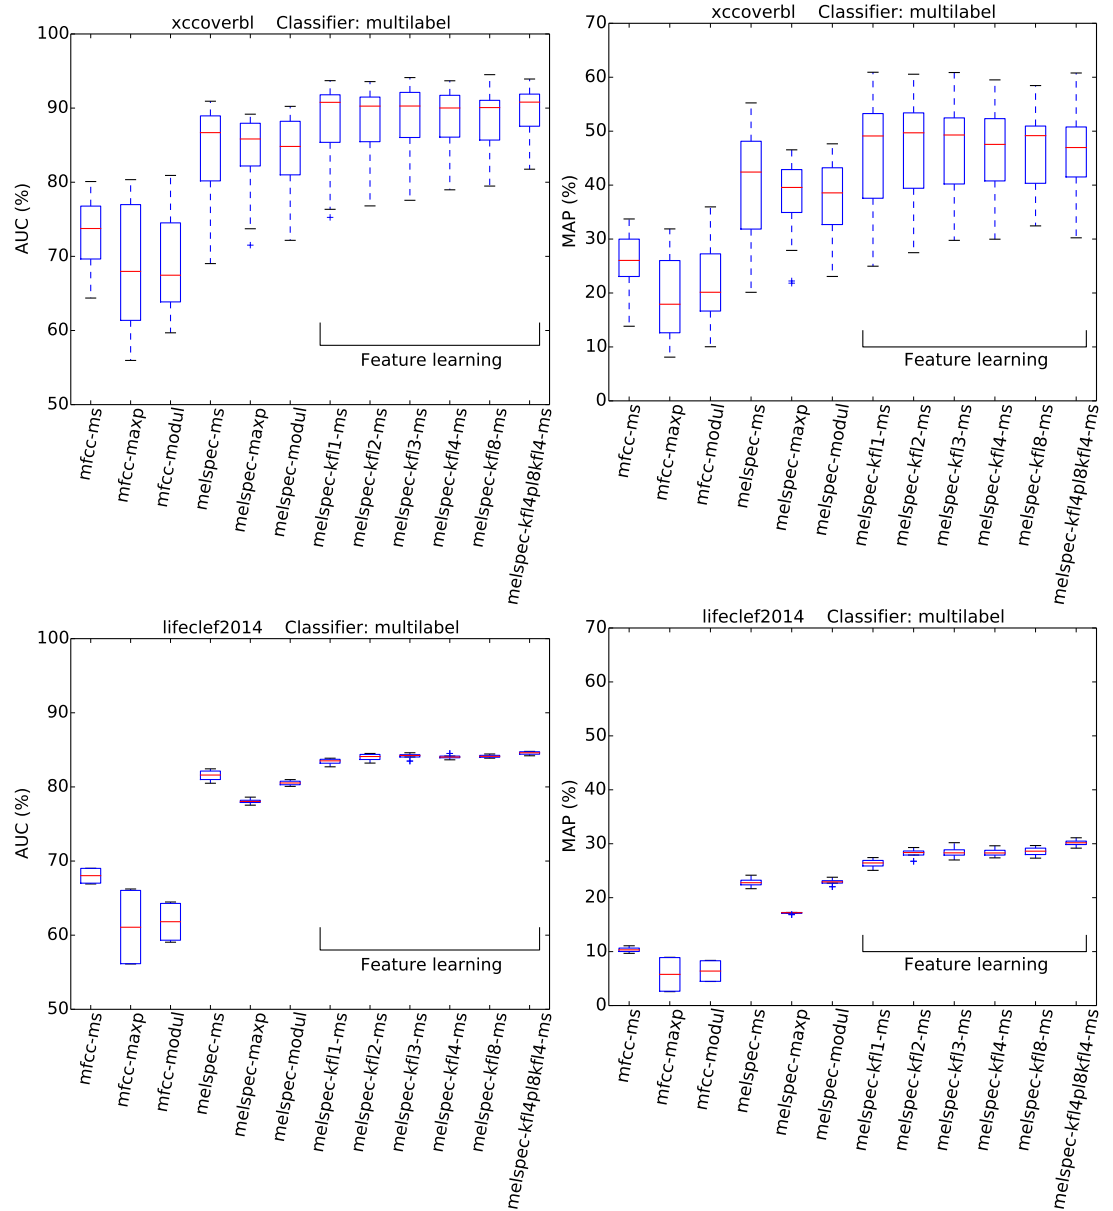 xccoverbl Classifier: multilabel
AUC (%)
100
90
80
70
60
50
Feature learning
mfcc-ms
mfcc-maxp
mfcc-modul
melspec-ms
melspec-maxp
melspec-modul
melspec-kfl1-ms
melspec-kfl2-ms
melspec-kfl3-ms
melspec-kfl4-ms
melspec-kfl8-ms
melspec-kfl4pl8kfl4-ms
xccoverbl Classifier: multilabel
MAP (%)
70
60
50
40
30
20
10
0
Feature learning
mfcc-ms
mfcc-maxp
mfcc-modul
melspec-ms
melspec-maxp
melspec-modul
melspec-kfl1-ms
melspec-kfl2-ms
melspec-kfl3-ms
melspec-kfl4-ms
melspec-kfl8-ms
melspec-kfl4pl8kfl4-ms
lifeclef2014 Classifier: multilabel
AUC (%)
100
90
80
70
60
50
Feature learning
mfcc-ms
mfcc-maxp
mfcc-modul
melspec-ms
melspec-maxp
melspec-modul
melspec-kfl1-ms
melspec-kfl2-ms
melspec-kfl3-ms
melspec-kfl4-ms
melspec-kfl8-ms
melspec-kfl4pl8kfl4-ms
lifeclef2014 Classifier: multilabel
MAP (%)
70
60
50
40
30
20
10
0
Feature learning
mfcc-ms
mfcc-maxp
mfcc-modul
melspec-ms
melspec-maxp
melspec-modul
melspec-kfl1-ms
melspec-kfl2-ms
melspec-kfl3-ms
melspec-kfl4-ms
melspec-kfl8-ms
melspec-kfl4pl8kfl4-ms